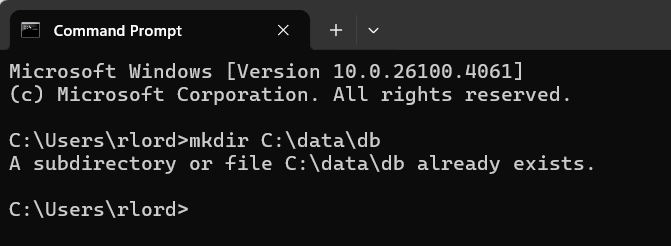 Command Prompt
Microsoft Windows [Version 10.0.26100.4061]
(c) Microsoft Corporation. All rights reserved.
C:\Users\rlord>mkdir C:\data\db
A subdirectory or file C:\data\db already exists.
C:\Users\rlord>